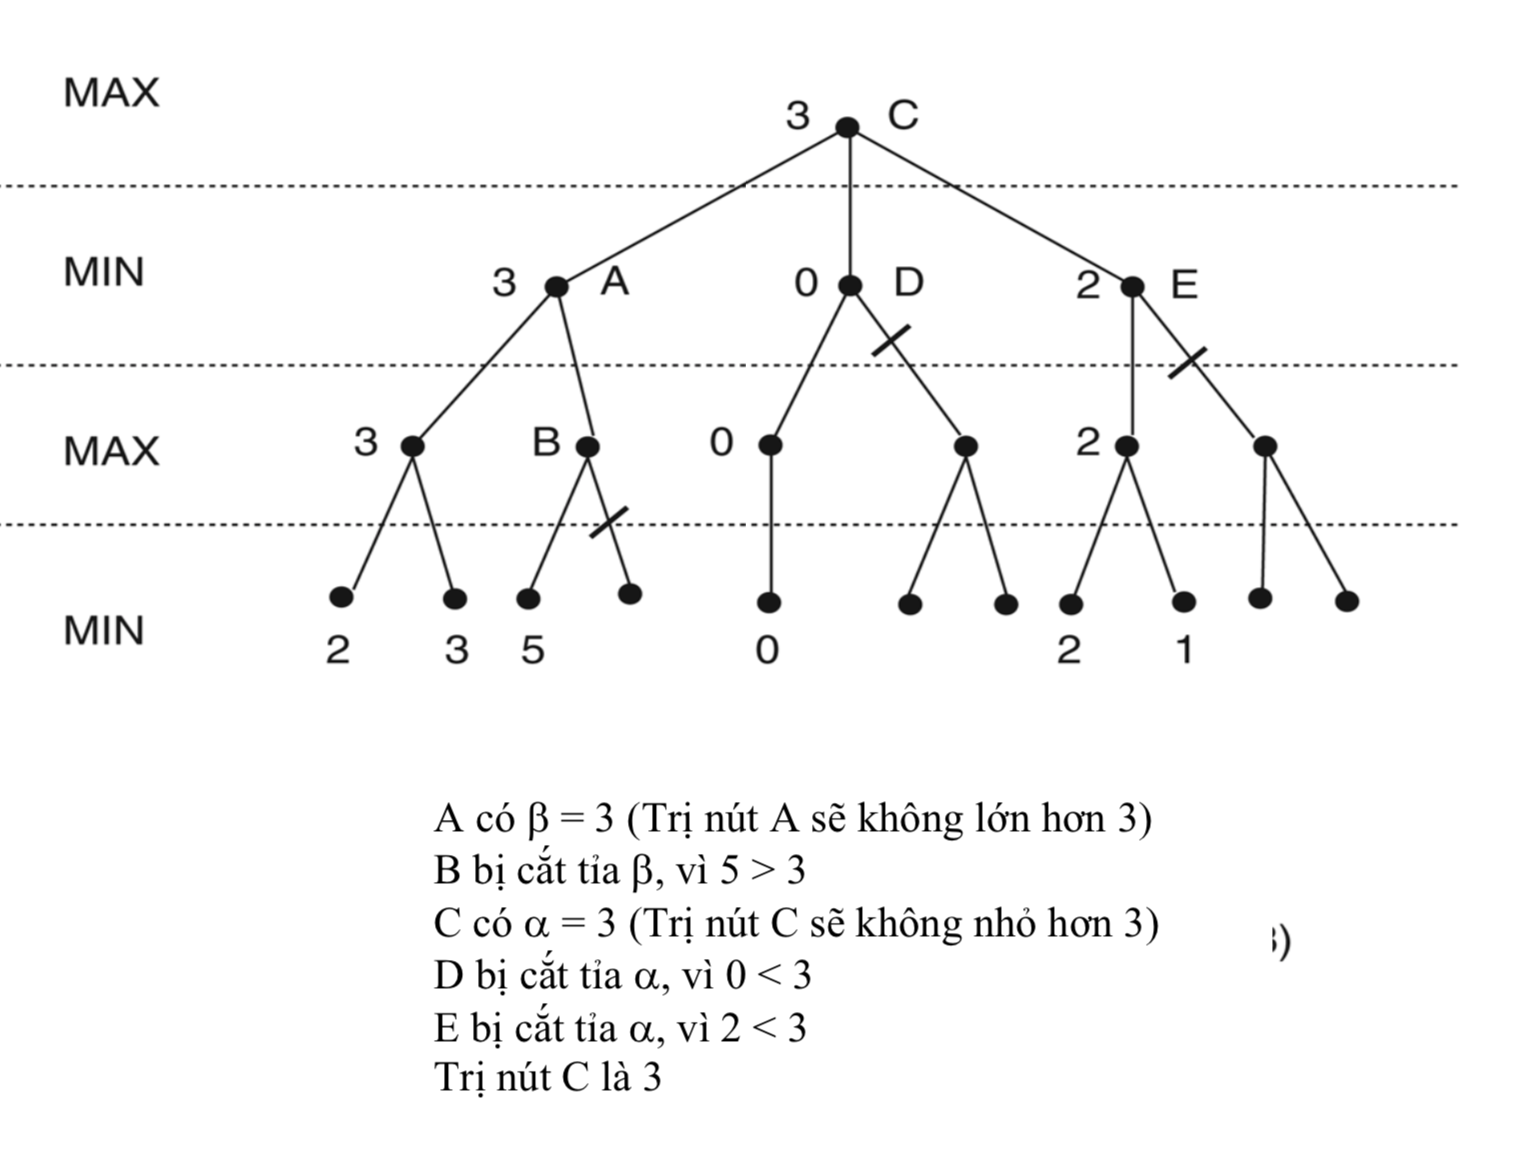 MAX
3 C
MIN
3 A 0 D 2 E
MAX
3 B 0 2
MIN
2 3 5 0 2 1
A có β = 3 (Trị nút A sẽ không lớn hơn 3)
B bị cắt tỉa β, vì 5 > 3
C có α = 3 (Trị nút C sẽ không nhỏ hơn 3)
)
D bị cắt tỉa α, vì 0 < 3
E bị cắt tỉa α, vì 2 < 3
Trị nút C là 3